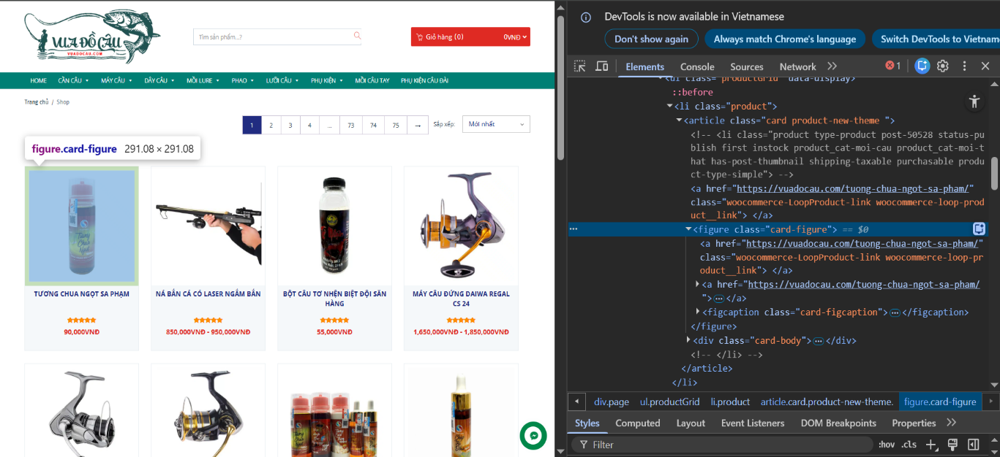 VUA ĐỒ CÂU
VUADOCAU.COM
Tìm sản phẩm...?
Giỏ hàng (0)
0VNĐ
HOME
CẦN CÂU
MÁY CÂU
DÂY CÂU
MỒI LURE
PHAO
LƯỠI CÂU
PHỤ KIỆN
MỒI CÂU TAY
PHỤ KIỆN CÂU ĐÀI
Trang chủ / Shop
1 2 3 4 ... 73 74 75 →
Sắp xếp:
Mới nhất
figure.card-figure 291.08 × 291.08
TƯƠNG CHUA NGỌT SA PHẠM
90,000VNĐ
NÁ BẮN CÁ CÓ LASER NGẮM BẮN
850,000VNĐ - 950,000VNĐ
BỘT CÂU TƠ NHỆN BIỆT ĐỘI SĂN
HÀNG
55,000VNĐ
MÁY CÂU ĐỨNG DAIWA REGAL
CS 24
1,650,000VNĐ - 1,850,000VNĐ
DevTools is now available in Vietnamese
Don't show again
Always match Chrome's language
Switch DevTools to Vietnam
Elements
Console
Sources
Network
1
<ul class="productGrid" data-display>
::before
<li class="product">
<article class="card product-new-theme ">
<!-- <li class="product type-product post-50528 status-pu
blish first instock product_cat-moi-cau product_cat-moi-t
hat has-post-thumbnail shipping-taxable purchasable produ
ct-type-simple"> -->
<a href="https://vuadocau.com/tuong-chua-ngot-sa-pham/"
class="woocommerce-LoopProduct-link woocommerce-loop-prod
uct__link"> </a>
<figure class="card-figure"> == $0
<a href="https://vuadocau.com/tuong-chua-ngot-sa-pham/"
class="woocommerce-LoopProduct-link woocommerce-loop-pr
oduct__link"> </a>
<a href="https://vuadocau.com/tuong-chua-ngot-sa-pham/
">…</a>
<figcaption class="card-figcaption">…</figcaption>
</figure>
<div class="card-body">…</div>
<!-- </li> -->
</article>
</li>
div.page
ul.productGrid
li.product
article.card.product-new-theme.
figure.card-figure
Styles
Computed
Layout
Event Listeners
DOM Breakpoints
Properties
Filter
:hov
.cls